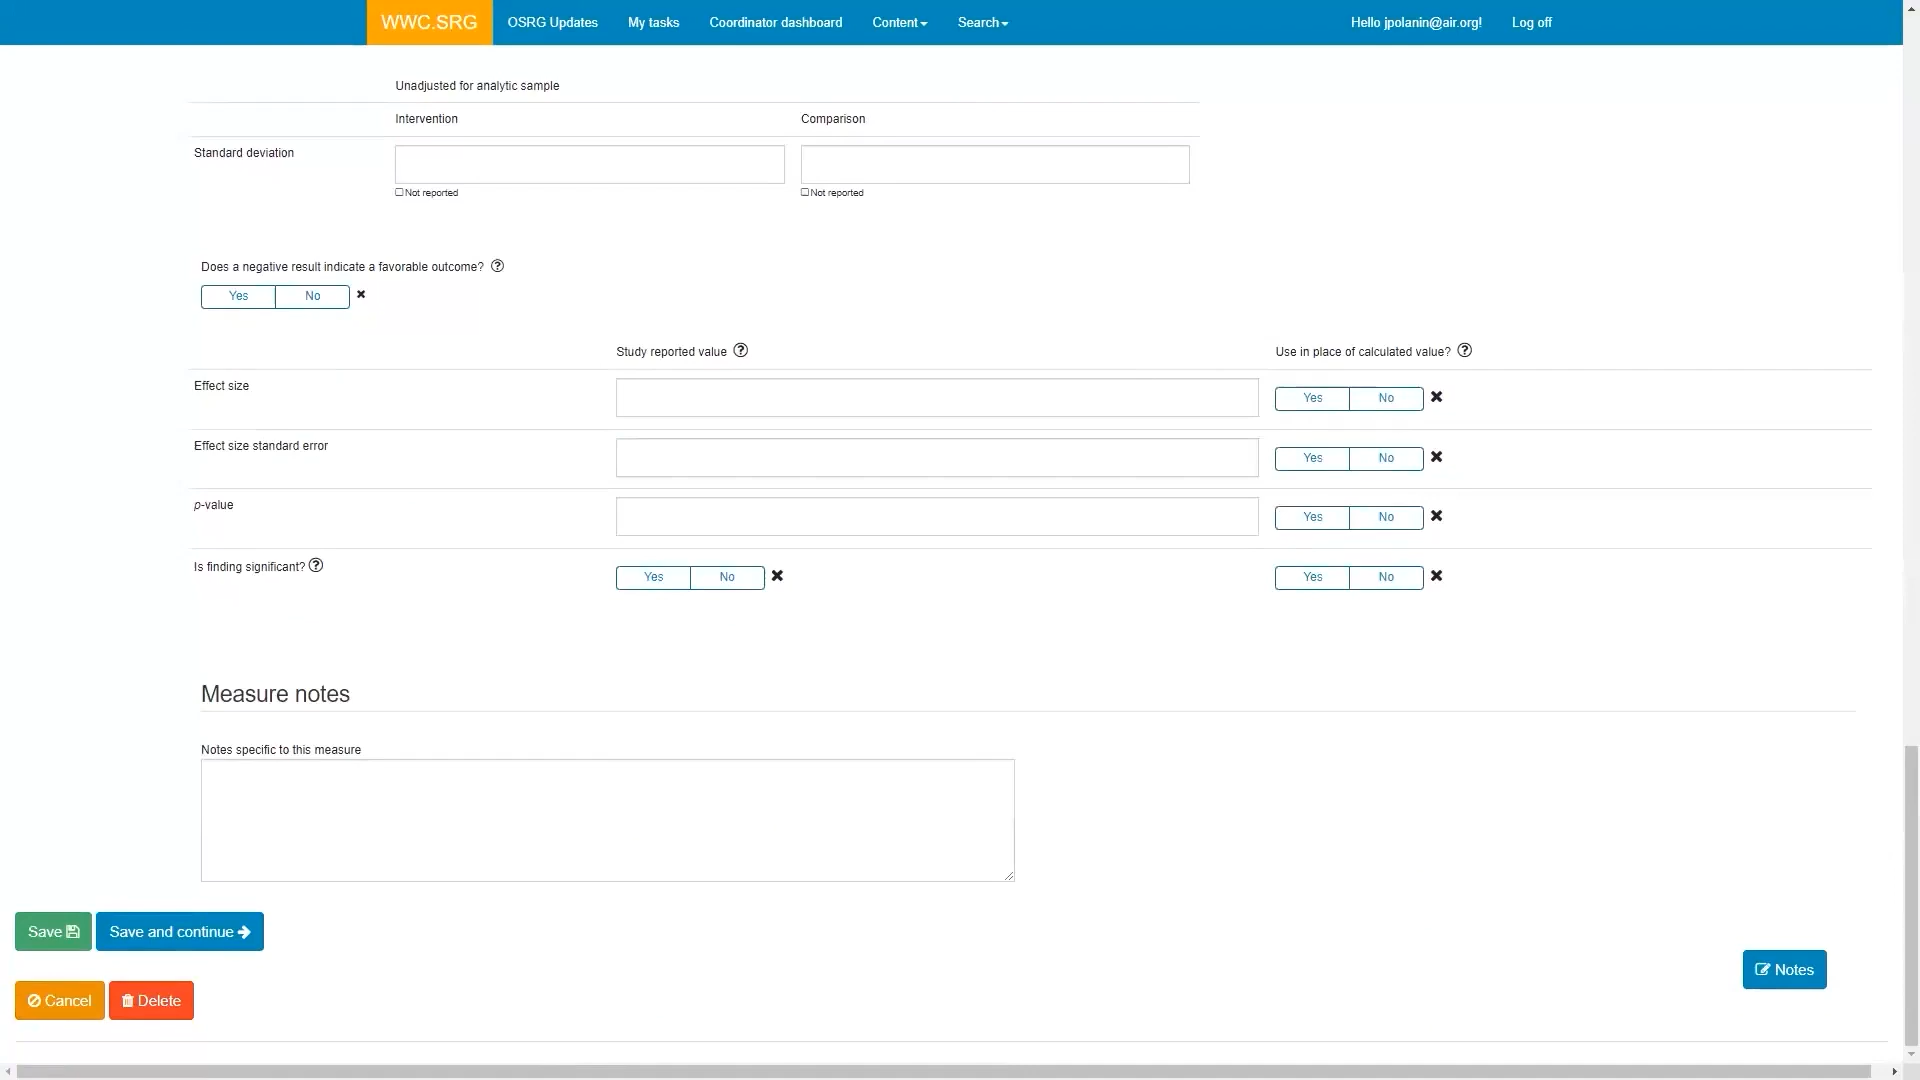 WWC.SRG OSRG Updates My tasks Coordinator dashboard Content Search Hello jpolanin@air.org! Log off
Unadjusted for analytic sample
Intervention Comparison
Standard deviation
Not reported Not reported
Does a negative result indicate a favorable outcome?
Yes No
Study reported value Use in place of calculated value?
Effect size Yes No
Effect size standard error Yes No
p-value Yes No
Is finding significant? Yes No Yes No
Measure notes
Notes specific to this measure
Save Save and continue
Notes
Cancel Delete